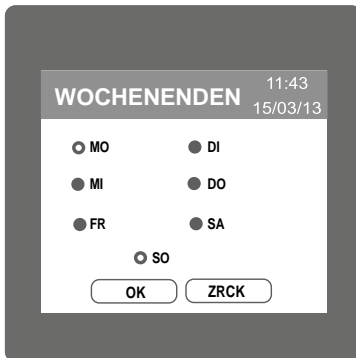 WOCHENENDEN 11:43
15/03/13
MO DI
MI DO
FR SA
SO
OK ZRCK